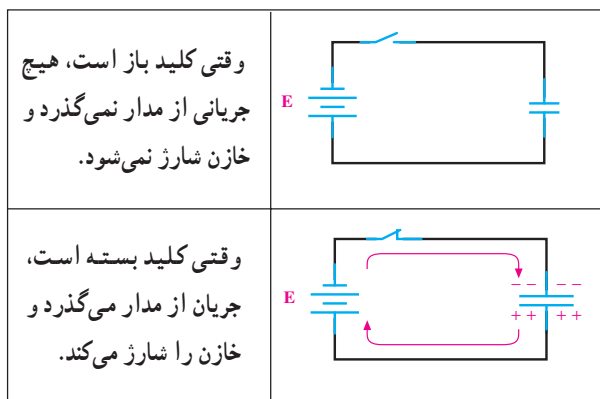 وقتی کلید باز است، هیچ
جریانی از مدار نمی‌گذرد و
خازن شارژ نمی‌شود.
E
وقتی کلید بسته است،
جریان از مدار می‌گذرد و
خازن را شارژ می‌کند.
E
− − − −
+ + + +